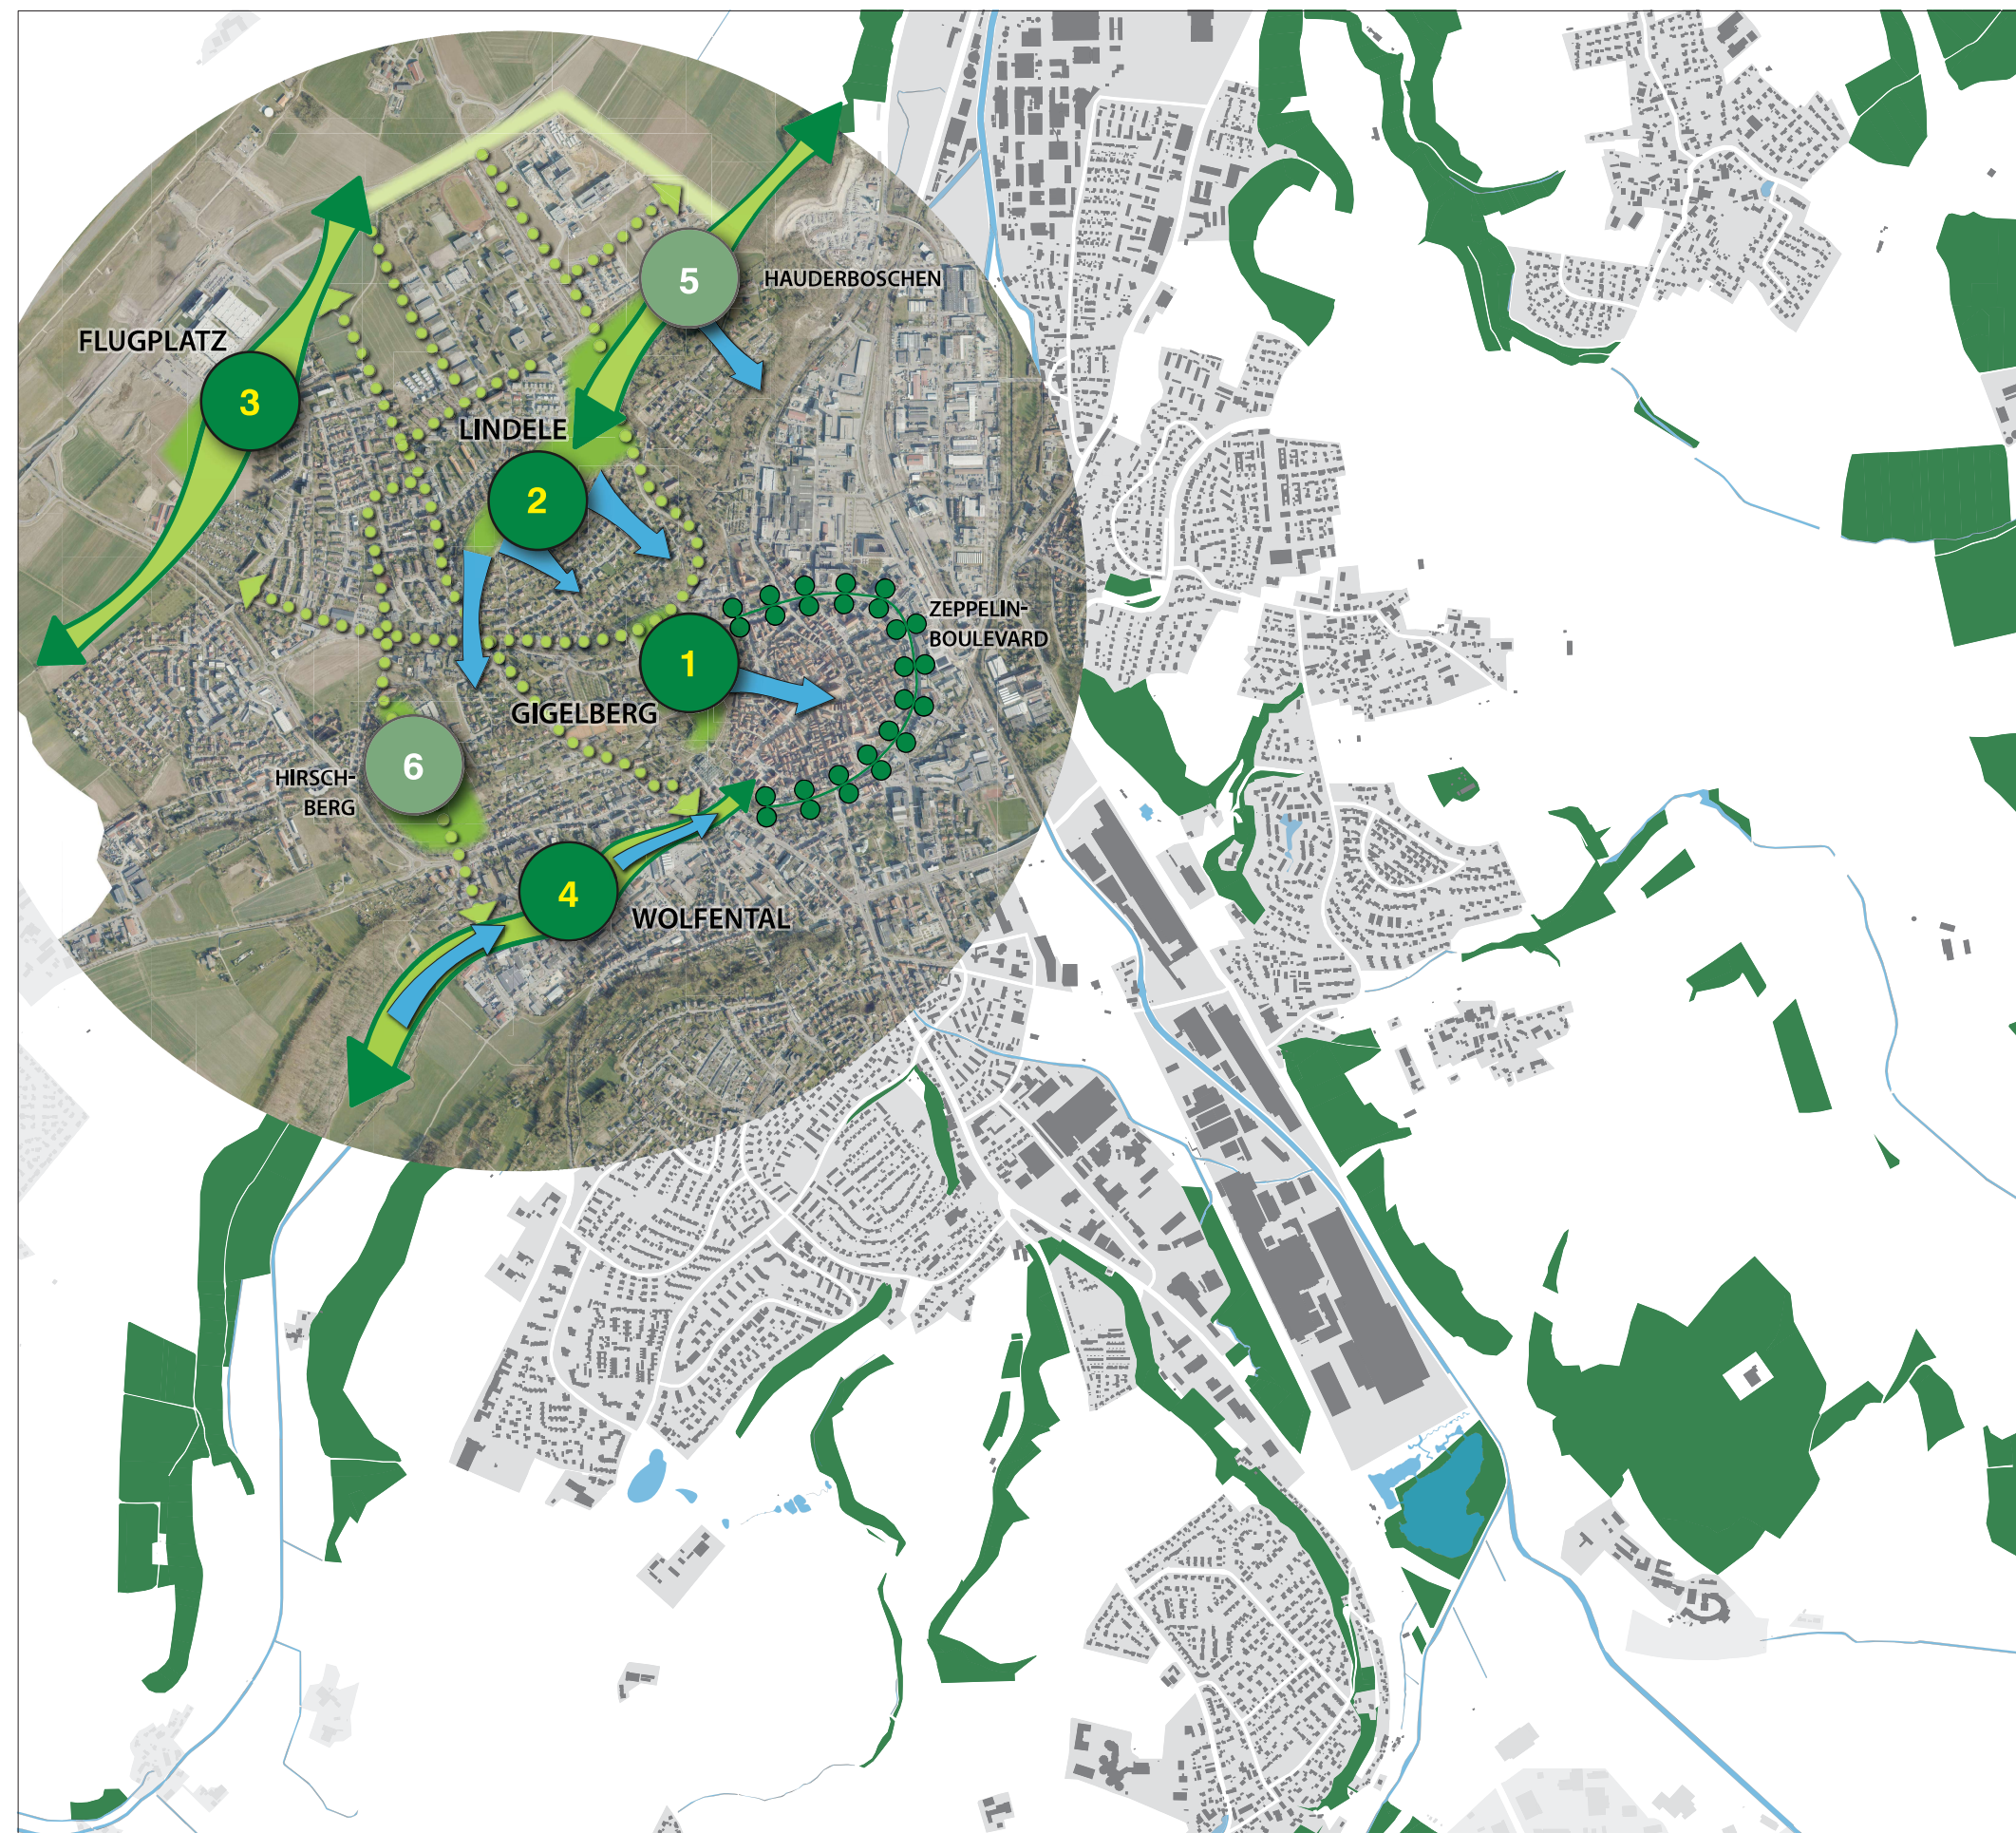 5
HAUDERBOSCHEN
FLUGPLATZ
3
LINDELE
2
ZEPPELIN-
BOULEVARD
1
GIGELBERG
6
HIRSCH-
BERG
4
WOLFENTAL